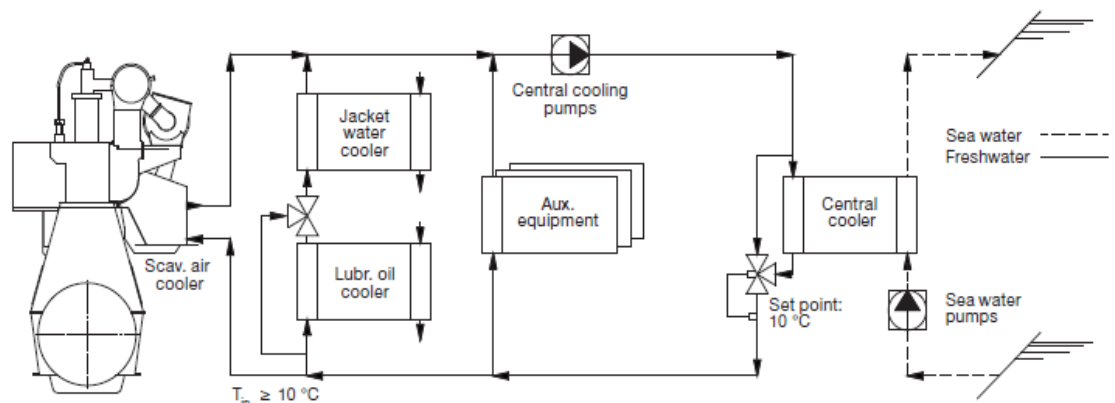 Central cooling
pumps
Jacket
water
cooler
Sea water
Freshwater
Aux.
equipment
Central
cooler
Scav. air
cooler
Lubr. oil
cooler
Set point:
10 °C
Sea water
pumps
Tin ≥ 10 °C